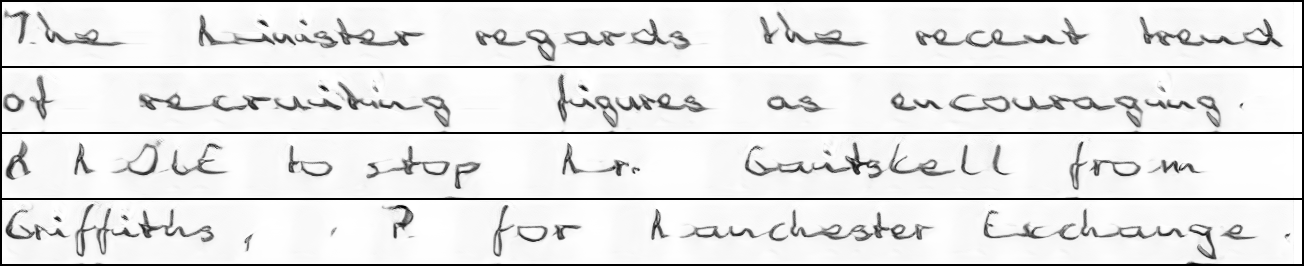 The Minister regards the recent trend
of recruiting figures as encouraging.
A MOVE to stop Mr. Gaitskell from
Griffiths, P. for Manchester Exchange.